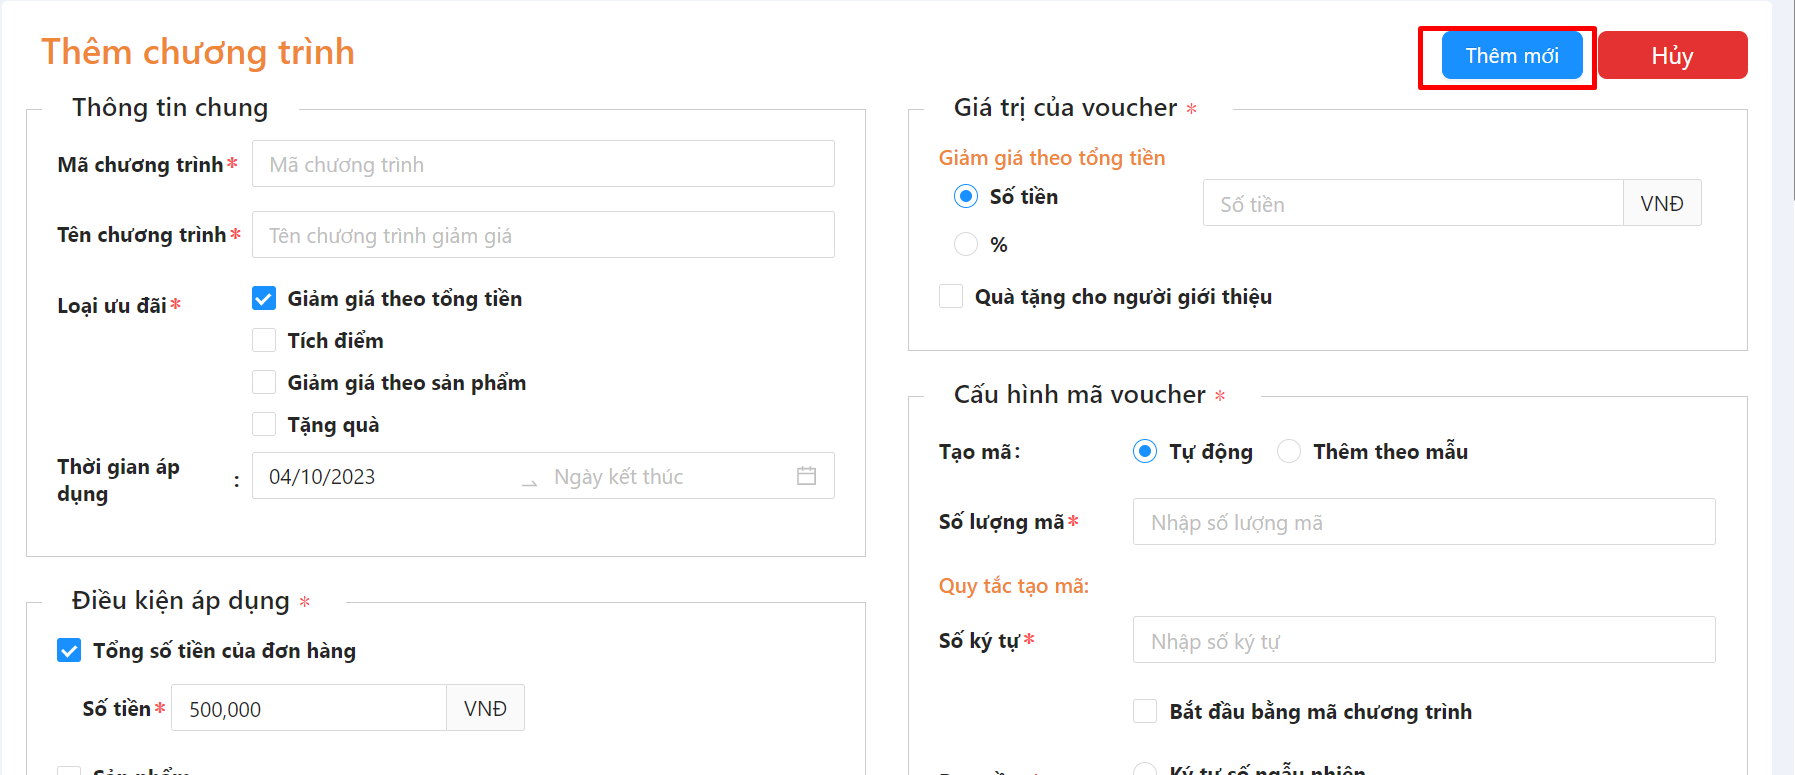 Thêm chương trình
Thêm mới
Hủy
Thông tin chung
Mã chương trình*
Mã chương trình
Tên chương trình*
Tên chương trình giảm giá
Loại ưu đãi*
Giảm giá theo tổng tiền
Tích điểm
Giảm giá theo sản phẩm
Tặng quà
Thời gian áp
dụng
:
04/10/2023
Ngày kết thúc
Điều kiện áp dụng *
Tổng số tiền của đơn hàng
Số tiền*
500,000
VNĐ
Sản phẩm
Giá trị của voucher *
Giảm giá theo tổng tiền
Số tiền
Số tiền
VNĐ
%
Quà tặng cho người giới thiệu
Cấu hình mã voucher *
Tạo mã:
Tự động
Thêm theo mẫu
Số lượng mã*
Nhập số lượng mã
Quy tắc tạo mã:
Số ký tự*
Nhập số ký tự
Bắt đầu bằng mã chương trình
Ký tự số ngẫu nhiên